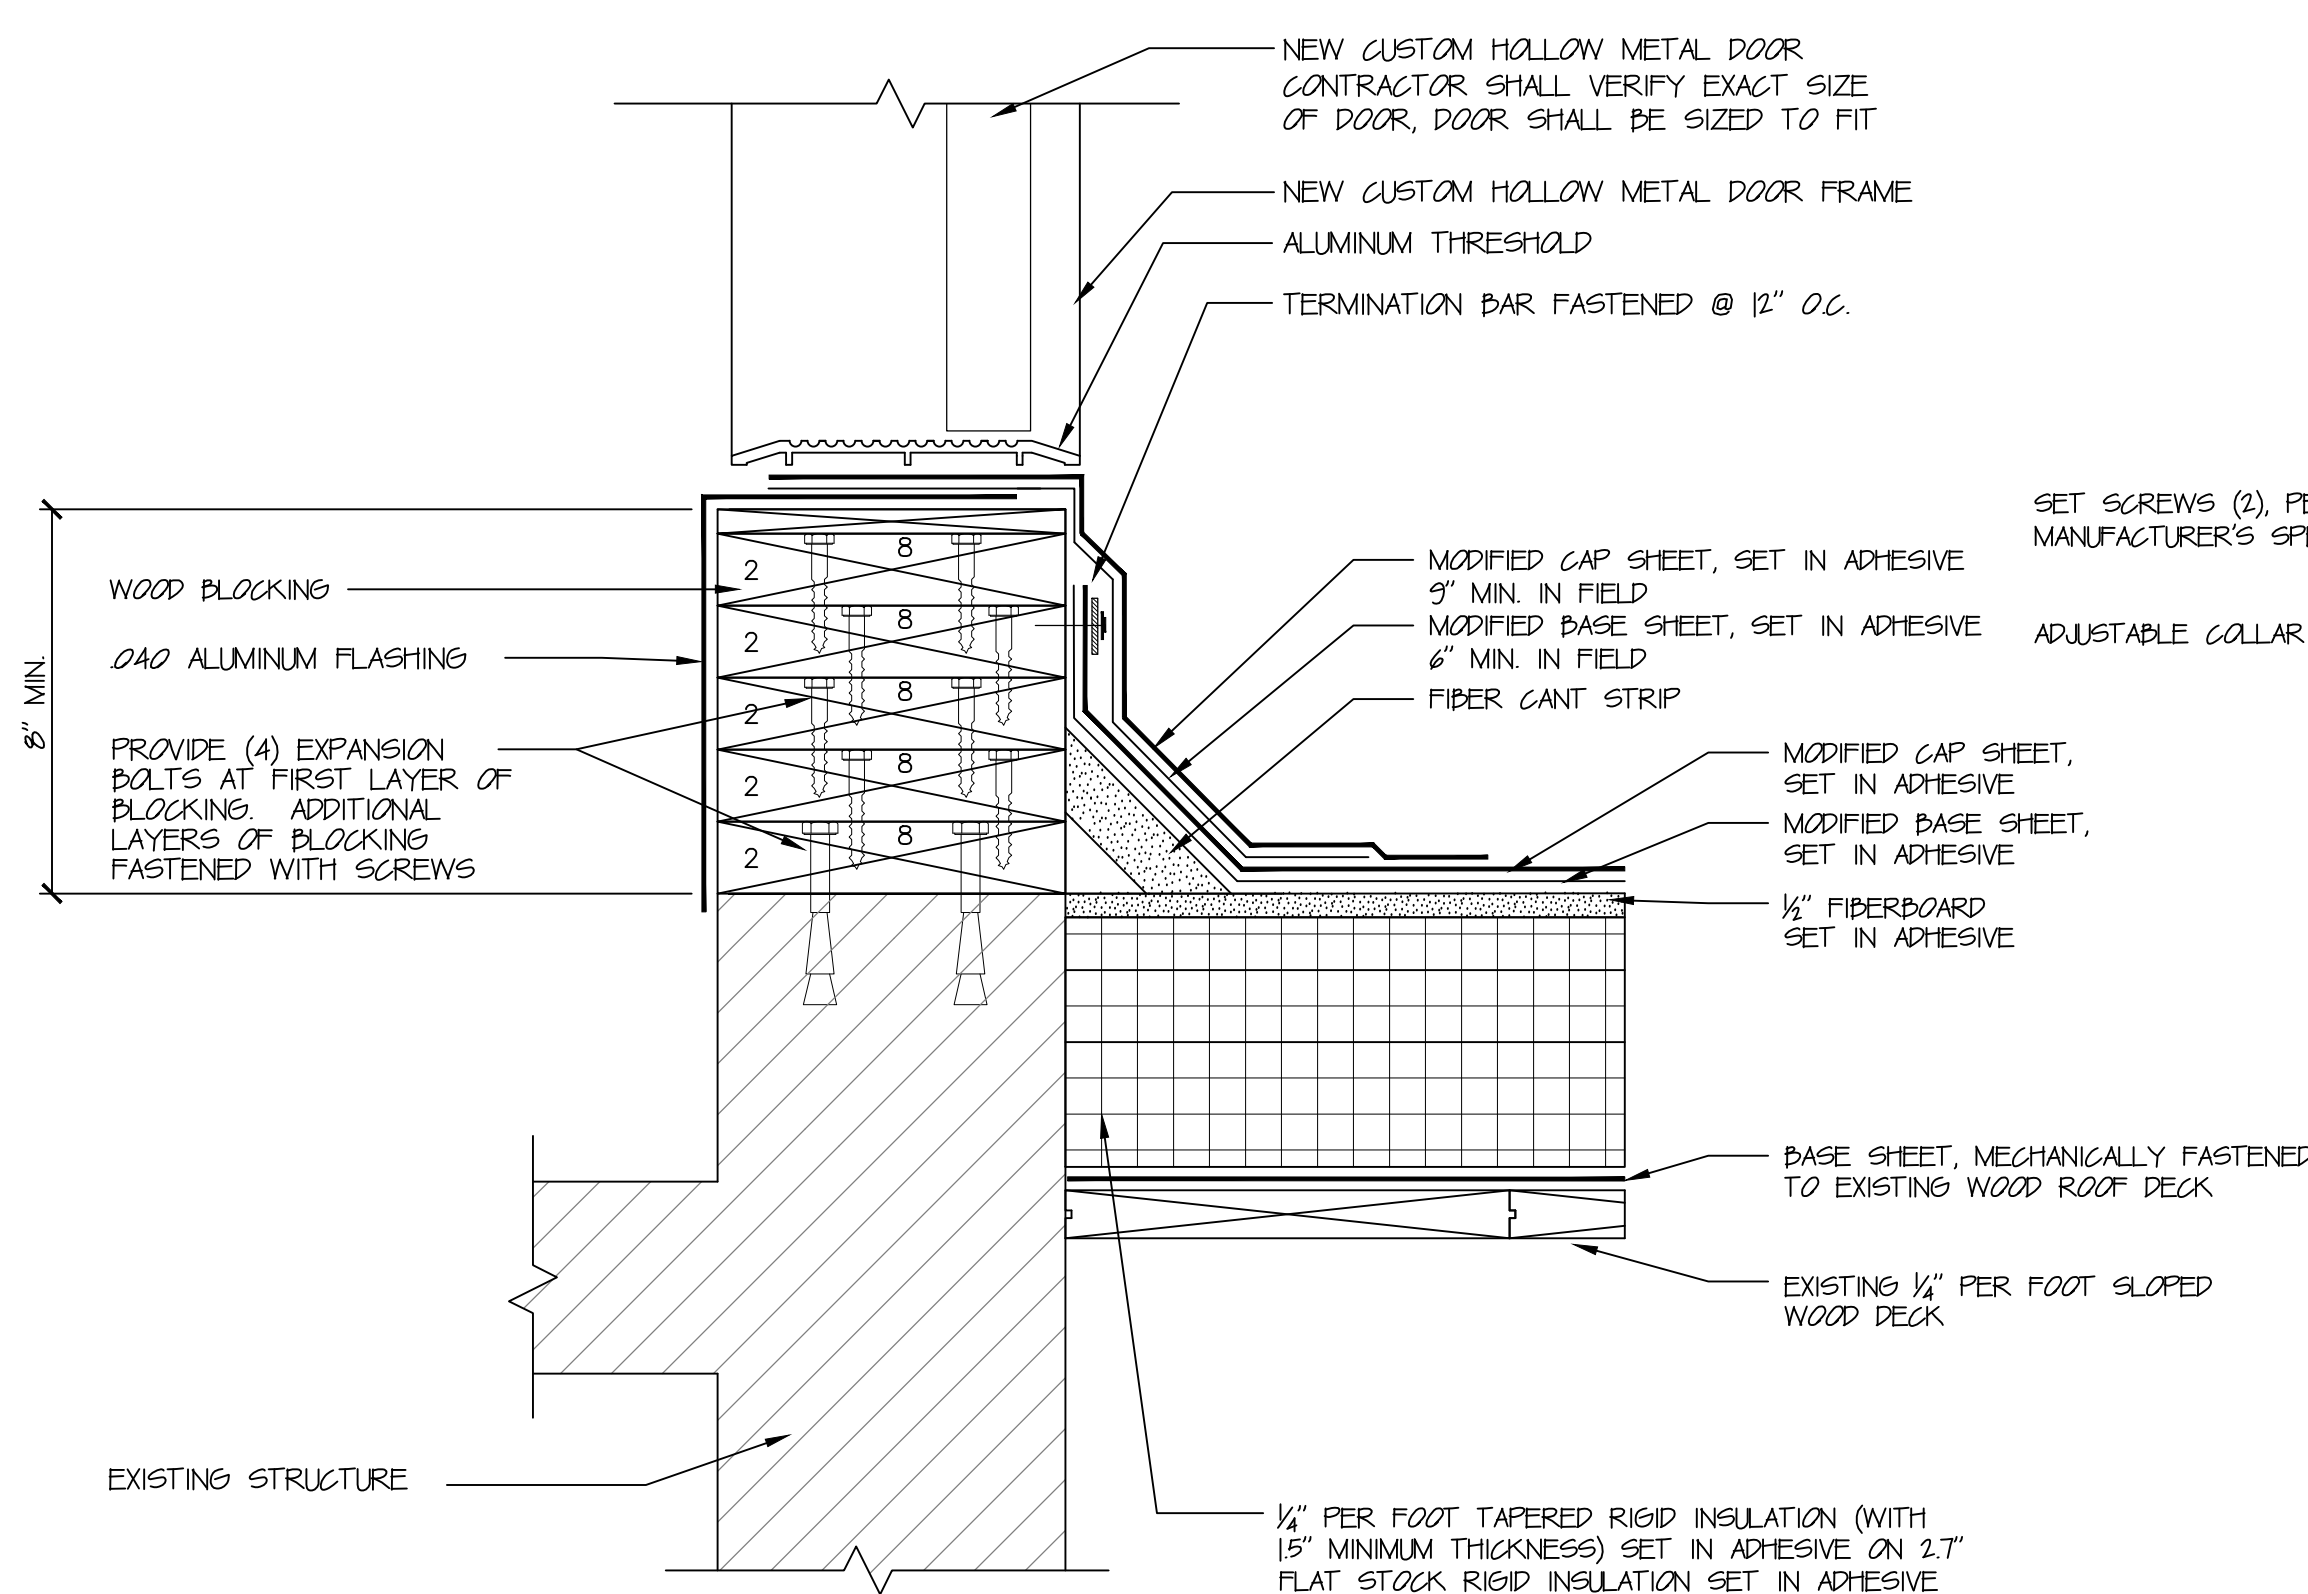 NEW CUSTOM HOLLOW METAL DOOR
CONTRACTOR SHALL VERIFY EXACT SIZE
OF DOOR, DOOR SHALL BE SIZED TO FIT
NEW CUSTOM HOLLOW METAL DOOR FRAME
ALUMINUM THRESHOLD
TERMINATION BAR FASTENED @ 12" O.C.
SET SCREWS (2),
MANUFACTURER'S
ADJUSTABLE COLLAR
MODIFIED CAP SHEET, SET IN ADHESIVE
9" MIN. IN FIELD
MODIFIED BASE SHEET, SET IN ADHESIVE
6" MIN. IN FIELD
FIBER CANT STRIP
WOOD BLOCKING
.040 ALUMINUM FLASHING
8" MIN.
PROVIDE (4) EXPANSION
BOLTS AT FIRST LAYER OF
BLOCKING. ADDITIONAL
LAYERS OF BLOCKING
FASTENED WITH SCREWS
2 8
2 8
2 8
2 8
2 8
MODIFIED CAP SHEET,
SET IN ADHESIVE
MODIFIED BASE SHEET,
SET IN ADHESIVE
1/2" FIBERBOARD
SET IN ADHESIVE
BASE SHEET, MECHANICALLY FASTENED
TO EXISTING WOOD ROOF DECK
EXISTING 1/4" PER FOOT SLOPED
WOOD DECK
EXISTING STRUCTURE
1/4" PER FOOT TAPERED RIGID INSULATION (WITH
1.5" MINIMUM THICKNESS) SET IN ADHESIVE ON 2.7"
FLAT STOCK RIGID INSULATION SET IN ADHESIVE